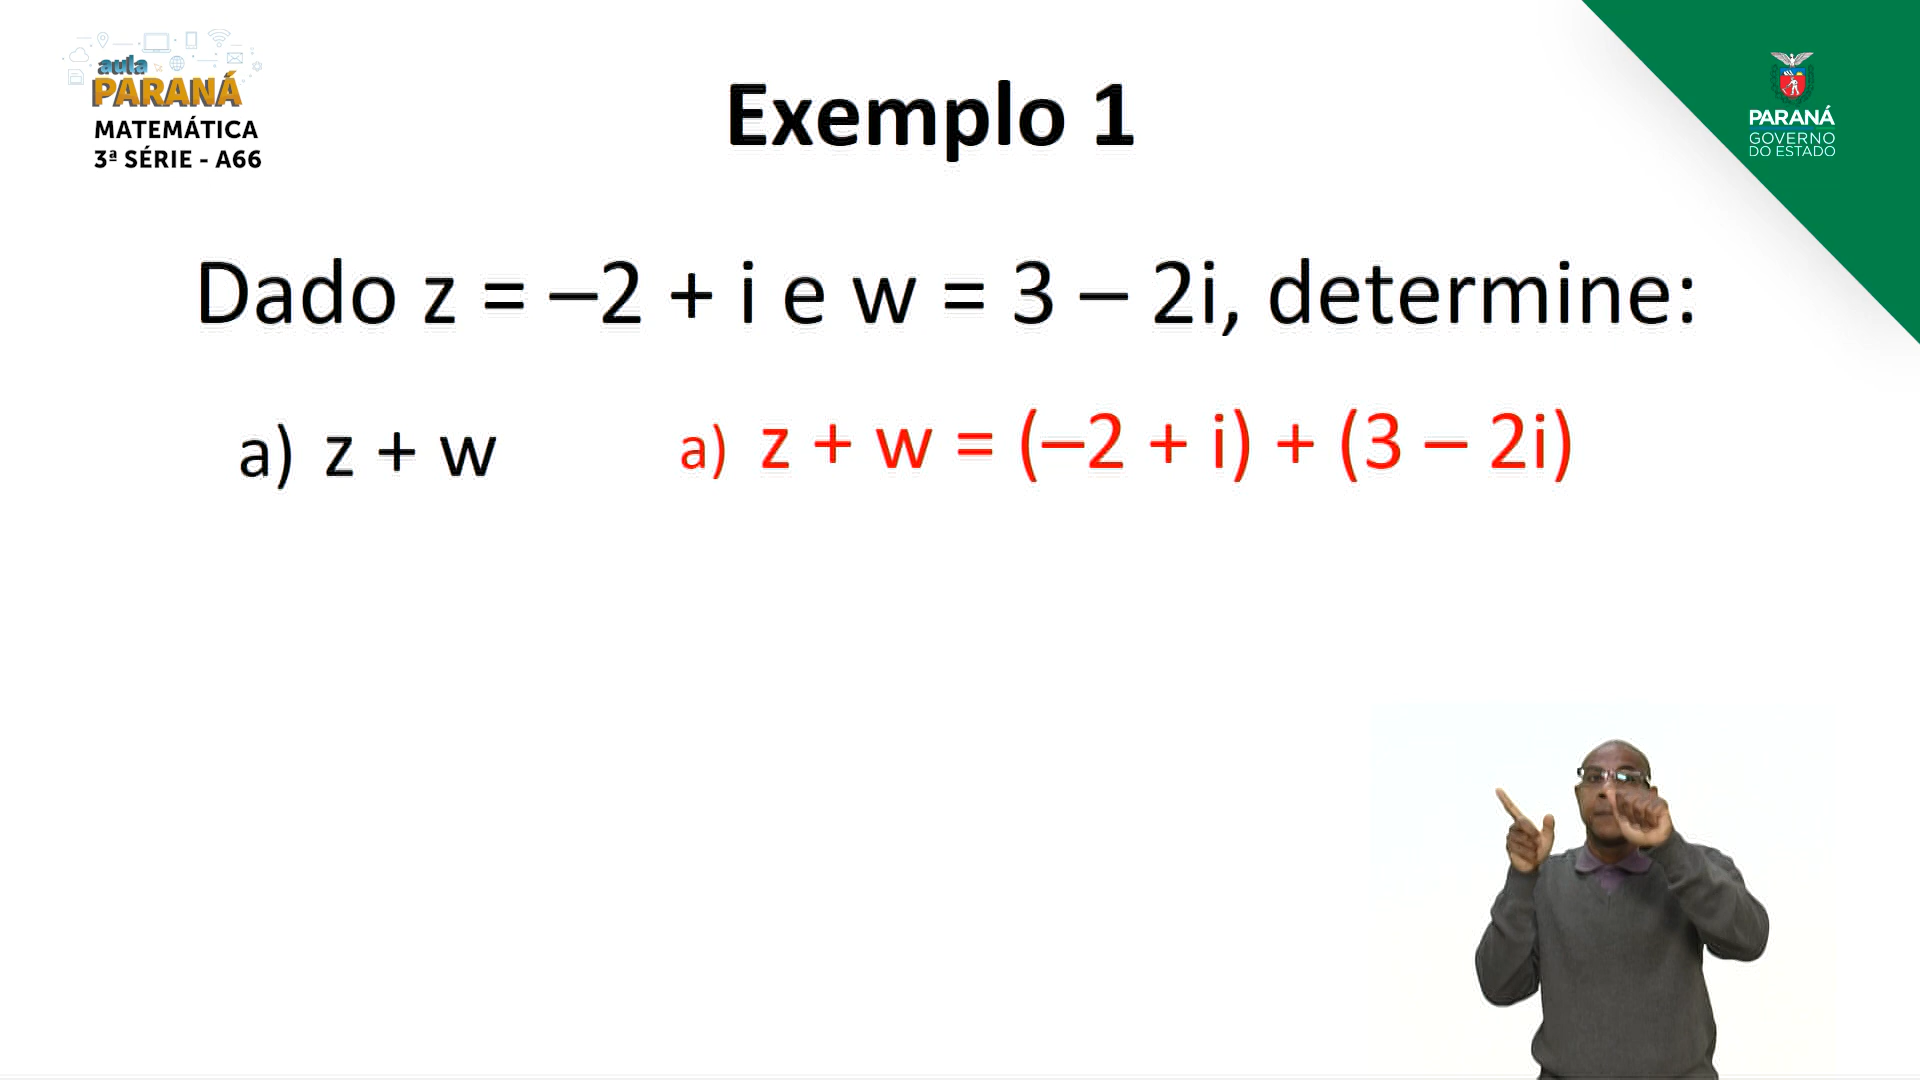 aula
PARANÁ
MATEMÁTICA
3ª SÉRIE - A66
Exemplo 1
PARANÁ
GOVERNO
DO ESTADO
Dado z = –2 + i e w = 3 – 2i, determine:
a) z + w
a) z + w = (–2 + i) + (3 – 2i)